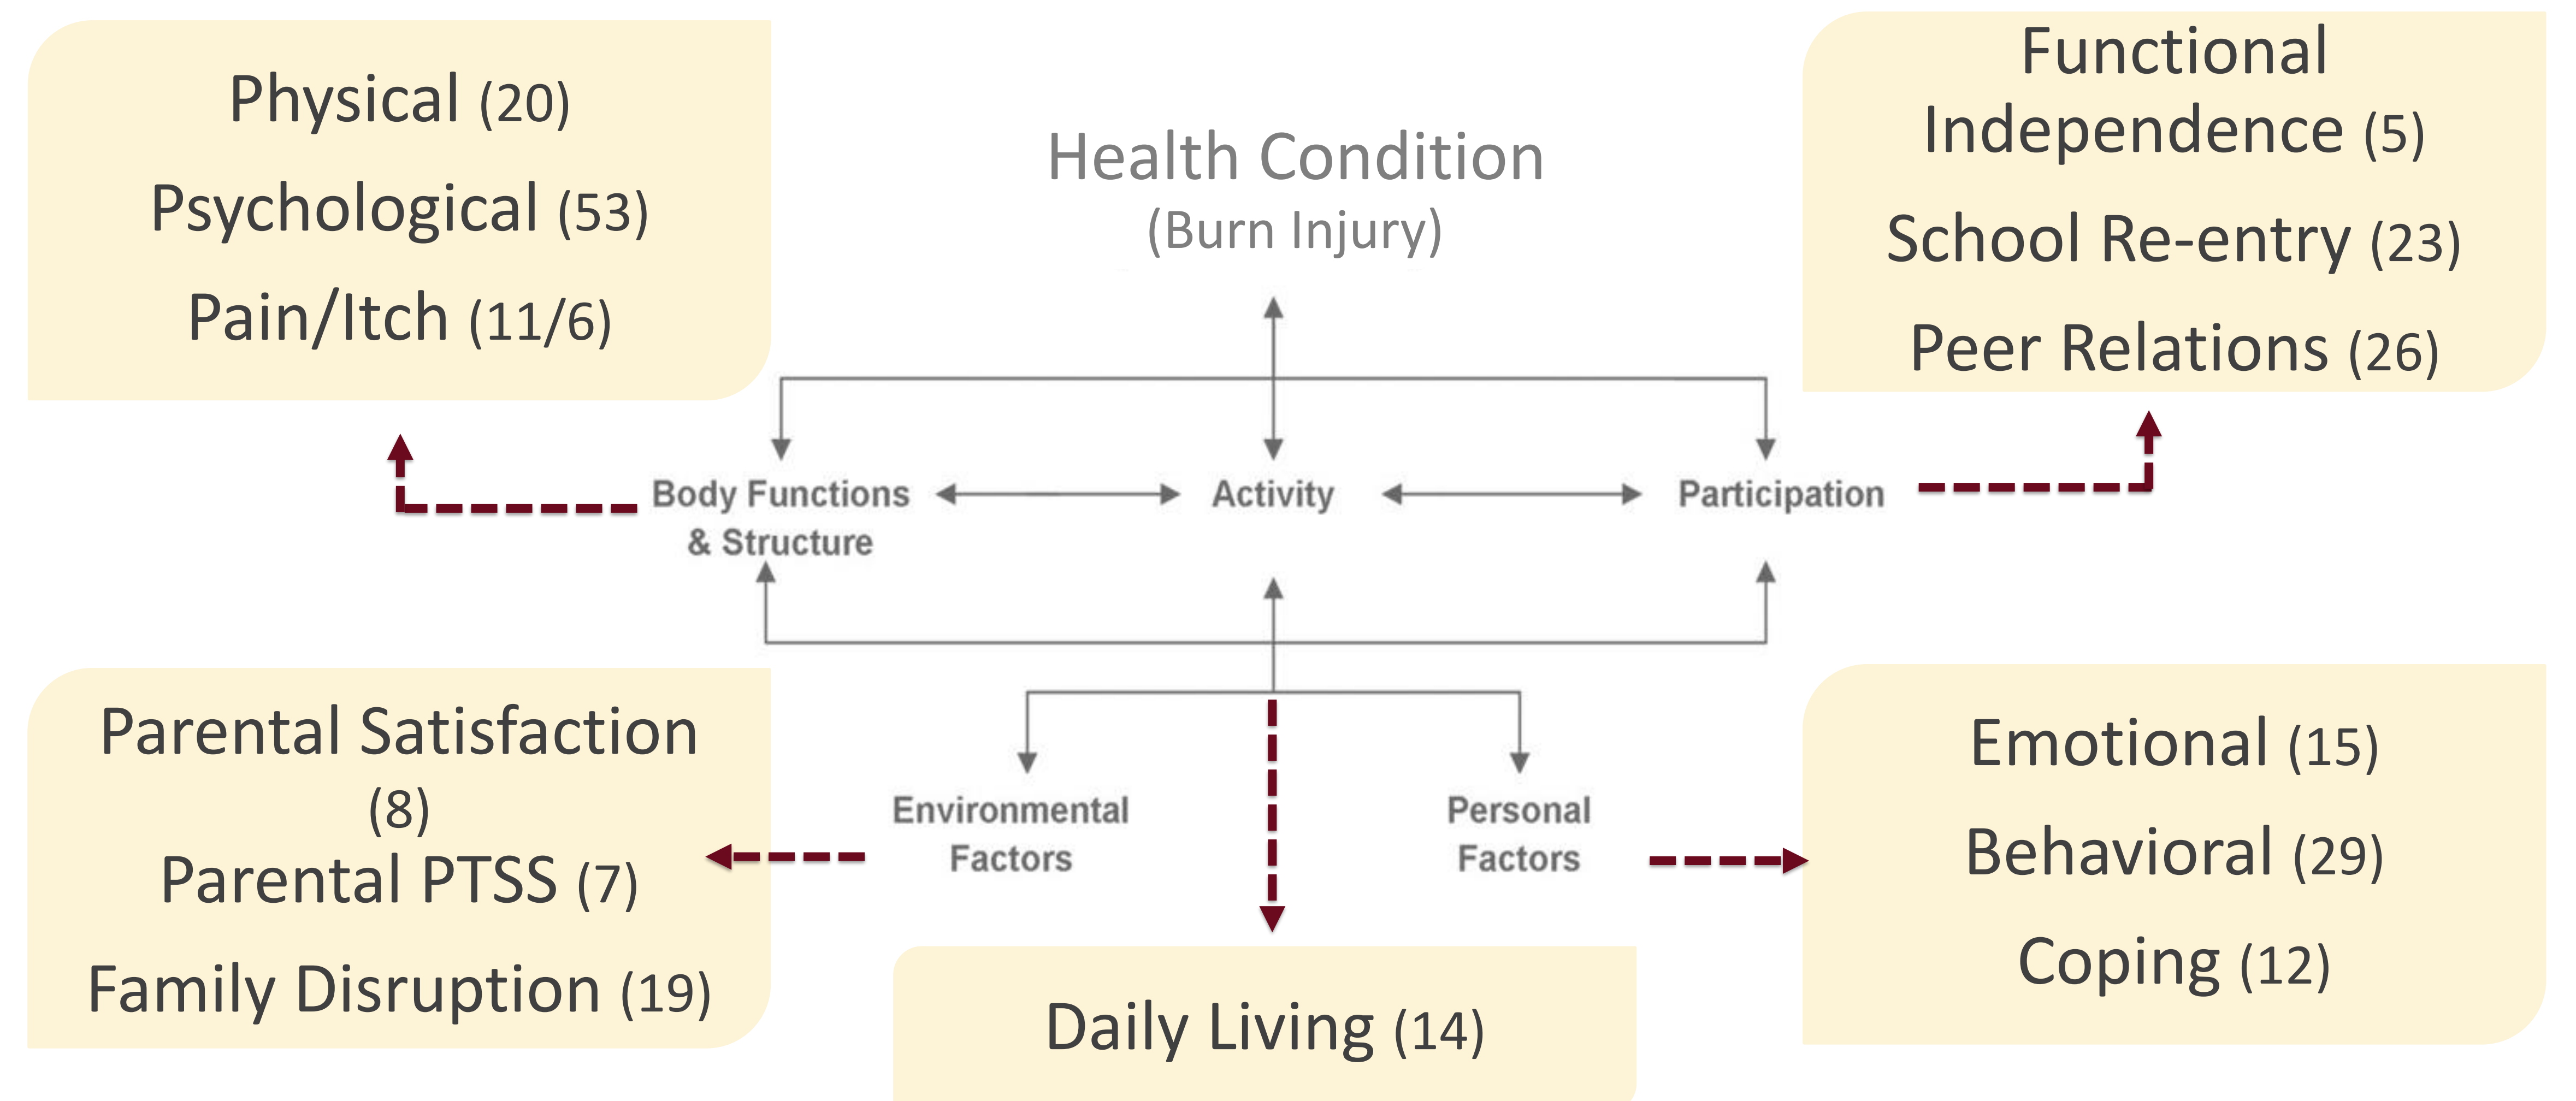 Physical (20)
Psychological (53)
Pain/Itch (11/6)
Health Condition
(Burn Injury)
Functional
Independence (5)
School Re-entry (23)
Peer Relations (26)
Body Functions
& Structure
Activity
Participation
Parental Satisfaction
(8)
Parental PTSS (7)
Family Disruption (19)
Environmental
Factors
Personal
Factors
Emotional (15)
Behavioral (29)
Coping (12)
Daily Living (14)